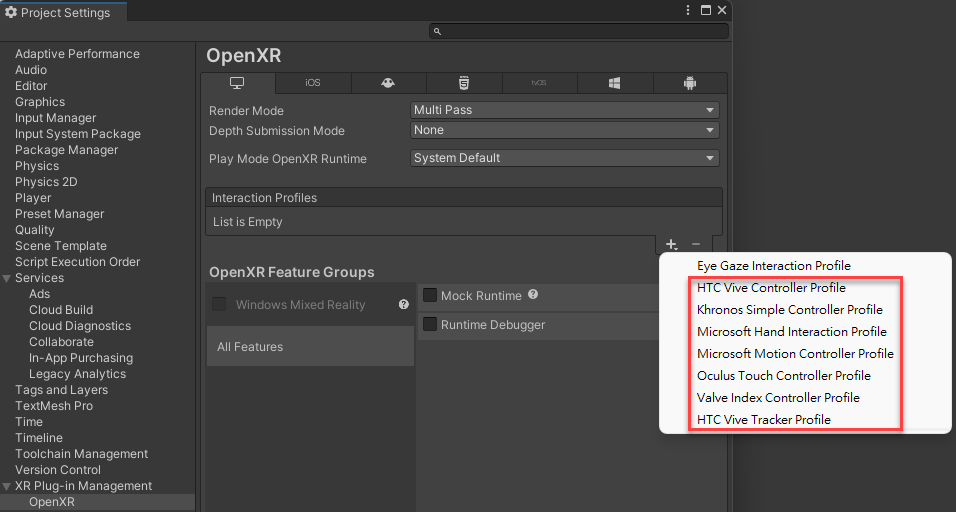 Project Settings
Adaptive Performance
Audio
Editor
Graphics
Input Manager
Input System Package
Package Manager
Physics
Physics 2D
Player
Preset Manager
Quality
Scene Template
Script Execution Order
Services
Ads
Cloud Build
Cloud Diagnostics
Collaborate
In-App Purchasing
Legacy Analytics
Tags and Layers
TextMesh Pro
Time
Timeline
Toolchain Management
Version Control
XR Plug-in Management
OpenXR
OpenXR
iOS
tvOS
Render Mode Multi Pass
Depth Submission Mode None
Play Mode OpenXR Runtime System Default
Interaction Profiles
List is Empty
OpenXR Feature Groups
Windows Mixed Reality
All Features
Mock Runtime
Runtime Debugger
Eye Gaze Interaction Profile
HTC Vive Controller Profile
Khronos Simple Controller Profile
Microsoft Hand Interaction Profile
Microsoft Motion Controller Profile
Oculus Touch Controller Profile
Valve Index Controller Profile
HTC Vive Tracker Profile